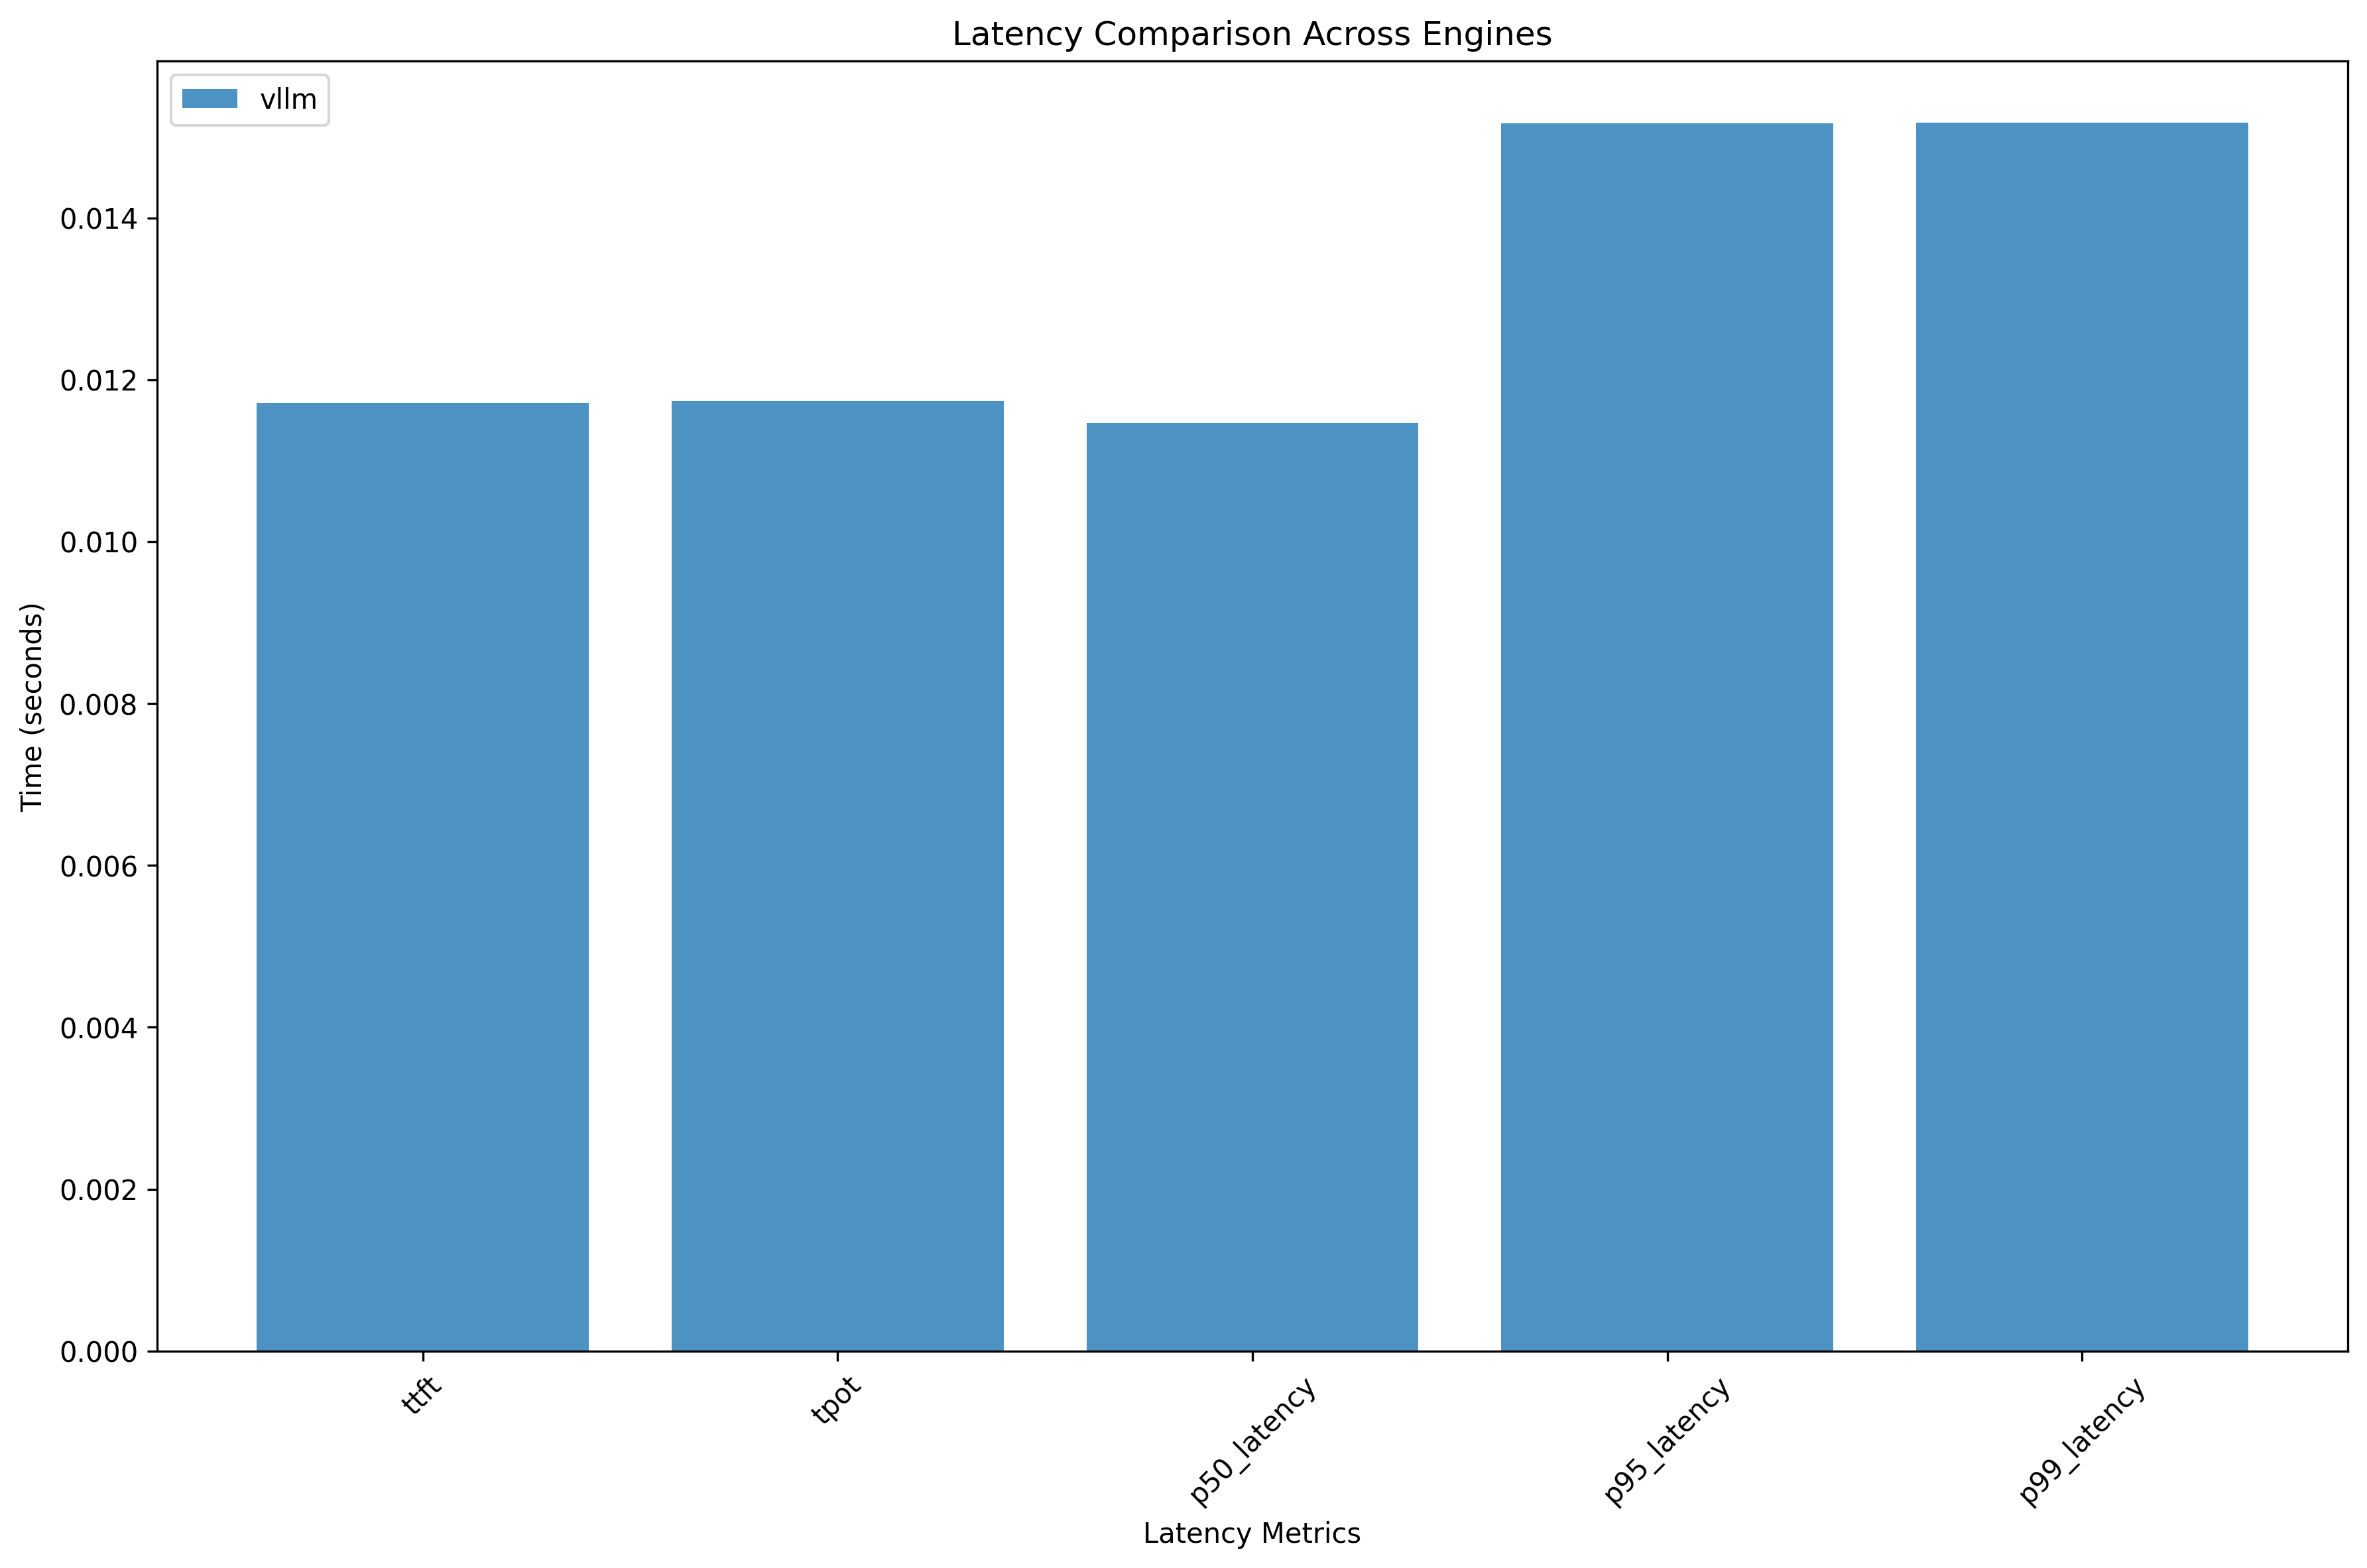 Latency Comparison Across Engines
vllm
0.014
0.012
0.010
0.008
0.006
0.004
0.002
0.000
Time (seconds)
ttft
tpot
p50_latency
p95_latency
p99_latency
Latency Metrics